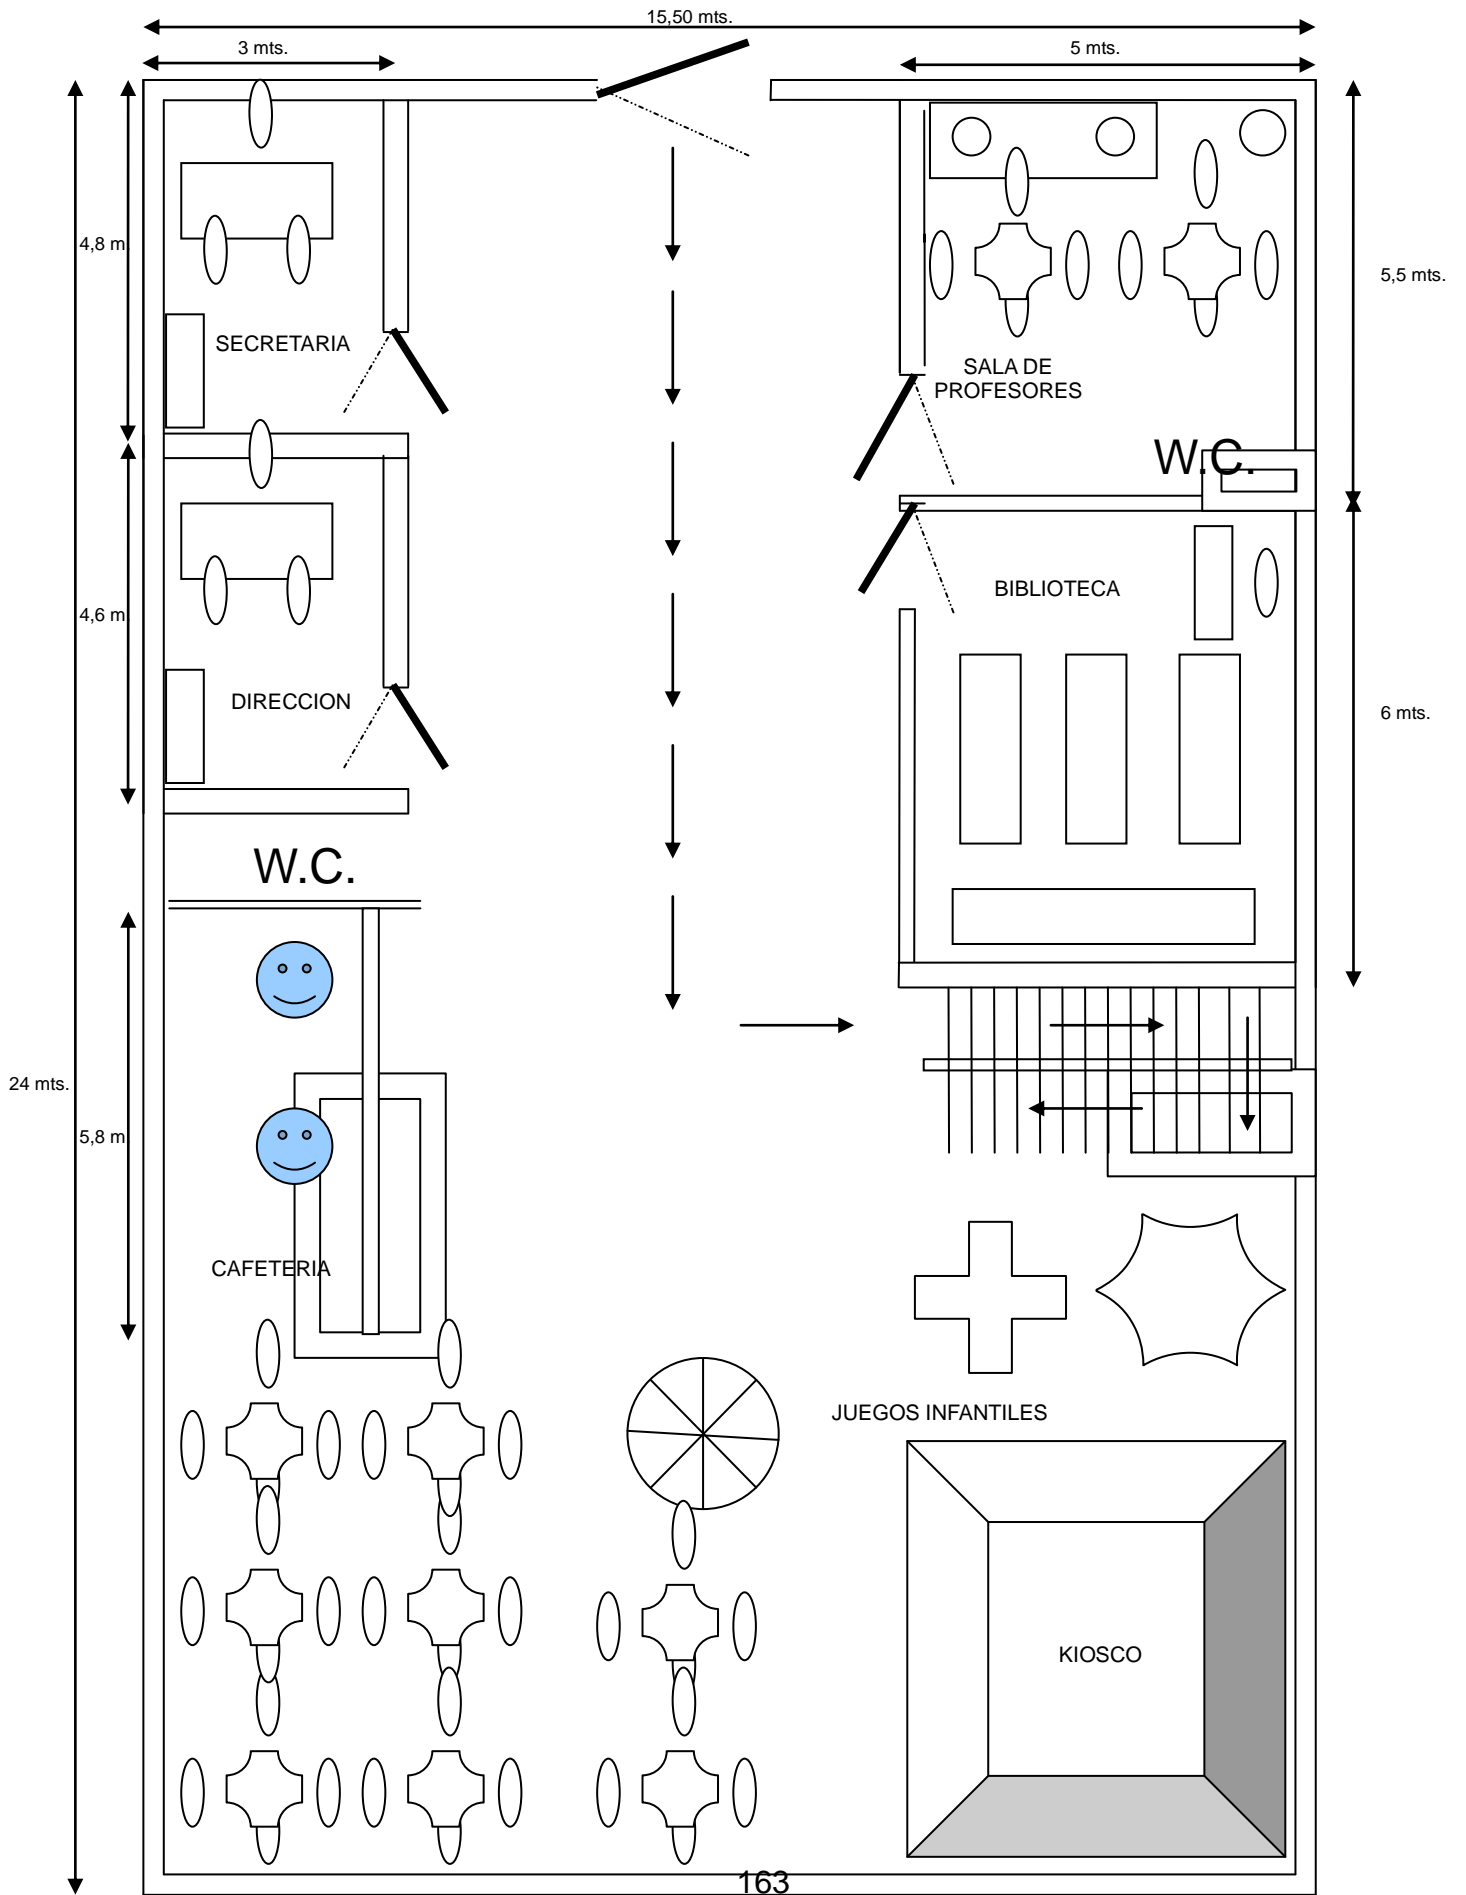 15,50 mts.
3 mts.
5 mts.
4,8 m.
5,5 mts.
SECRETARIA
SALA DE
PROFESORES
W.C.
BIBLIOTECA
4,6 m.
DIRECCION
6 mts.
W.C.
24 mts.
5,8 m.
CAFETERIA
JUEGOS INFANTILES
KIOSCO
163